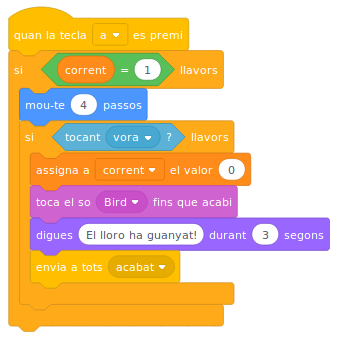 quan la tecla a es premi
si corrent = 1 llavors
mou-te 4 passos
si tocant vora ? llavors
assigna a corrent el valor 0
toca el so Bird fins que acabi
digues El lloro ha guanyat! durant 3 segons
envia a tots acabat